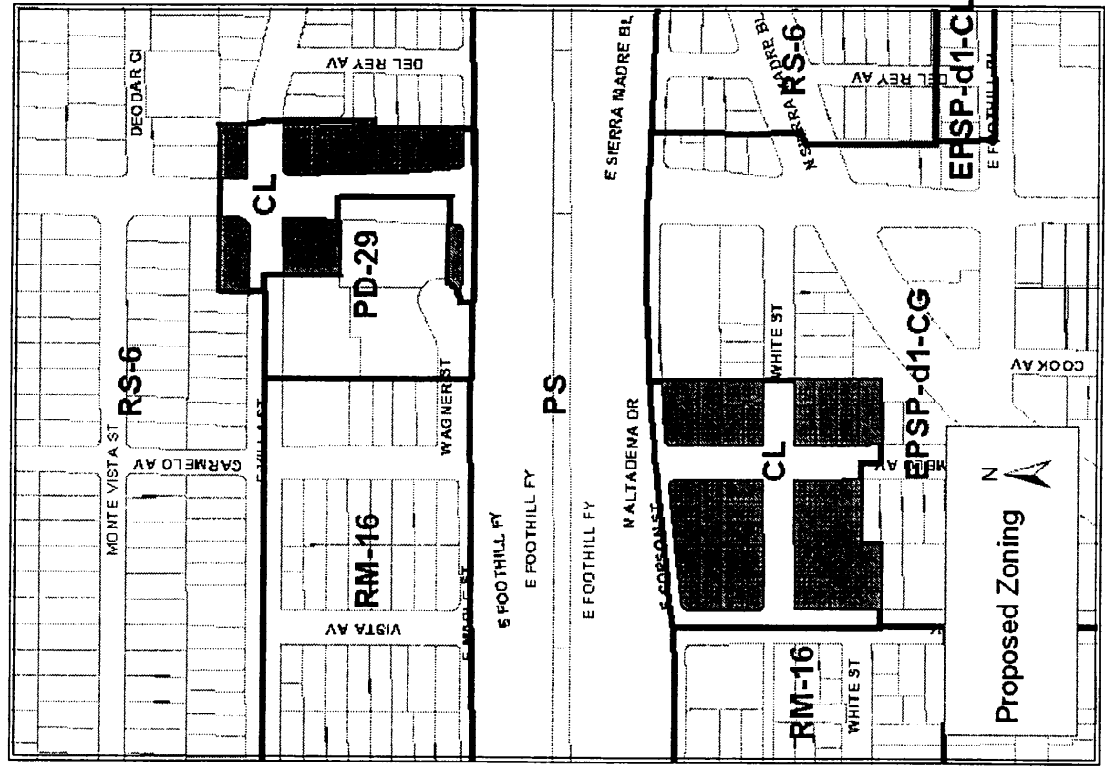 DEODAR CI
DEL REY AV
CL
PD-29
RS-6
MONTE VISTA ST
CARMELO AV
E VILLA ST
WAGNER ST
RM-16
VISTA AV
E MAPLE ST
E SIERRA MADRE BL
PS
E FOOTHILL FY
E FOOTHILL FY
E FOOTHILL FY
N ALTADENA DR
E CORSON ST
N SIERRA MADRE BL
RS-6
DEL REY AV
EPSP-d1-CL
E FOOTHILL BL
WHITE ST
CL
EPSP-d1-CG
COOK AV
RM-16
WHITE ST
N
Proposed Zoning